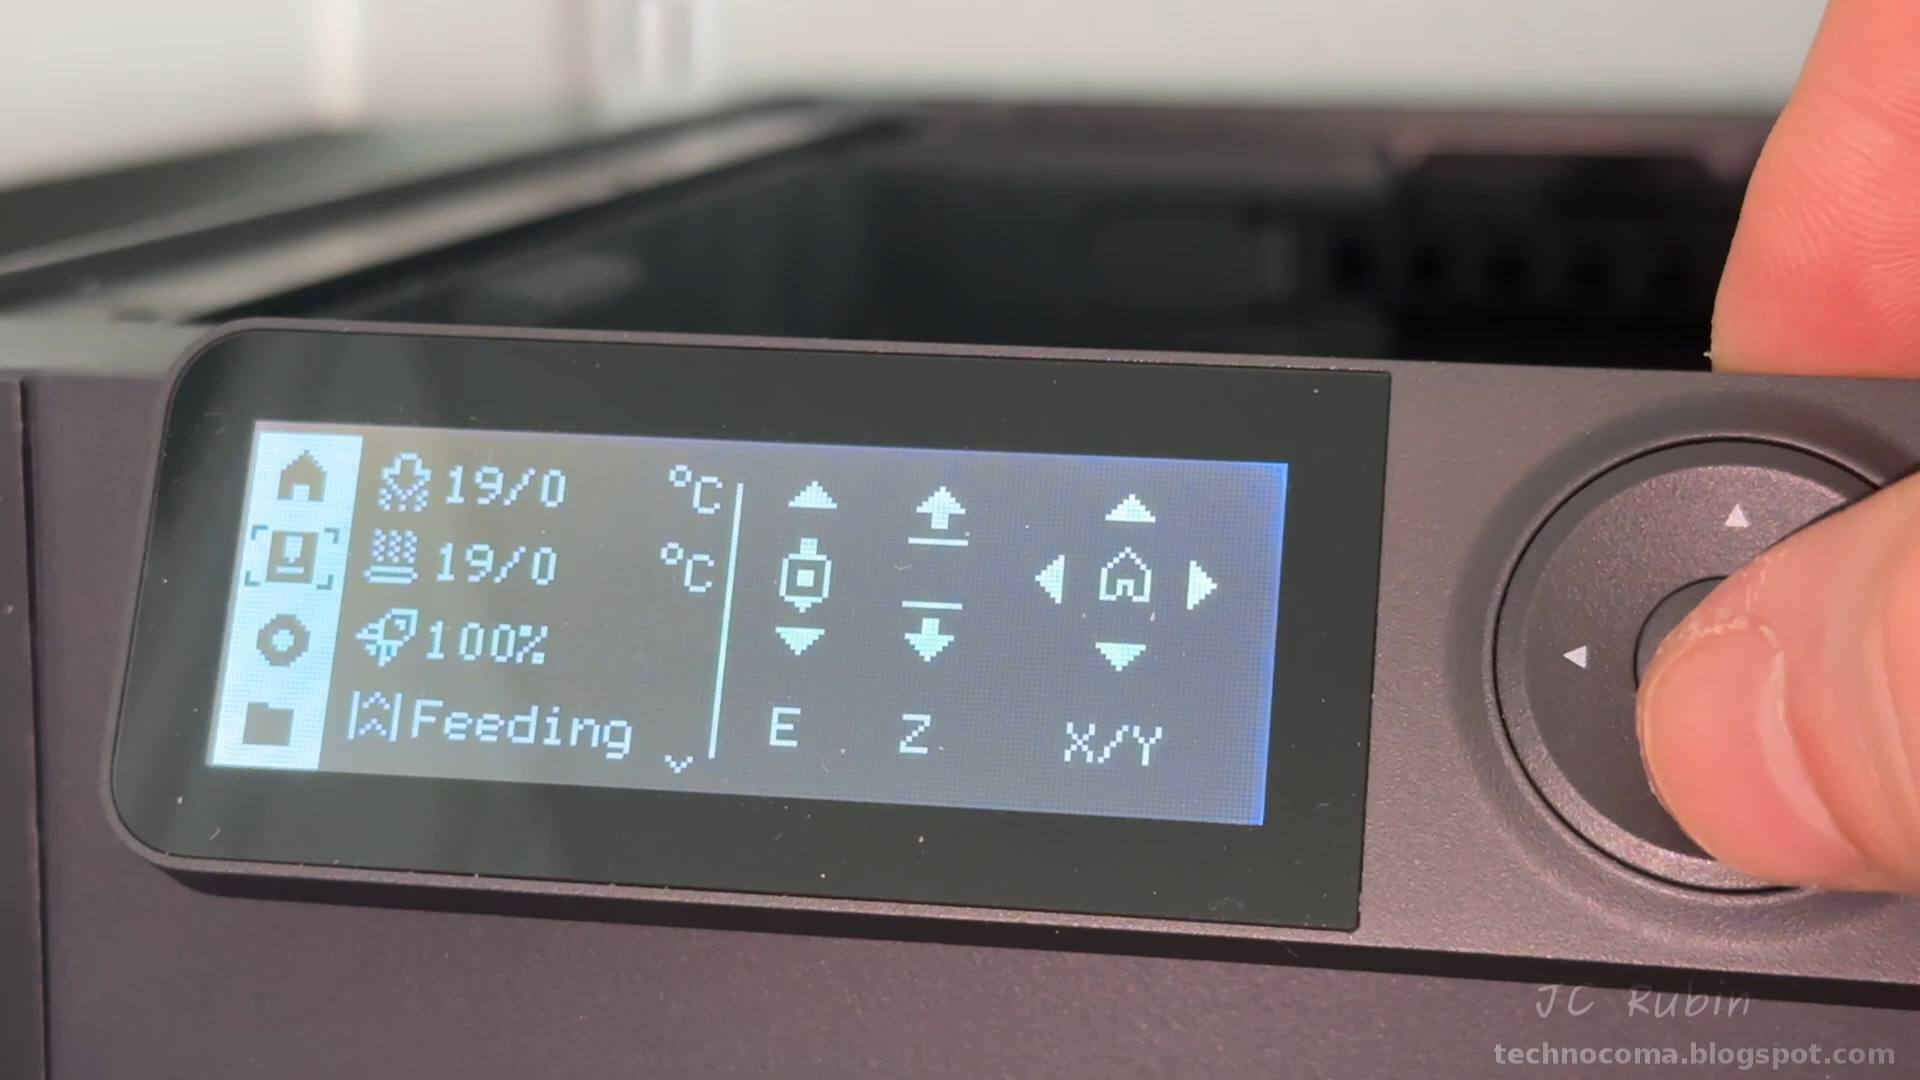 19/0 °C
19/0 °C
100%
Feeding
E Z X/Y
JC Rubin
technocoma.blogspot.com